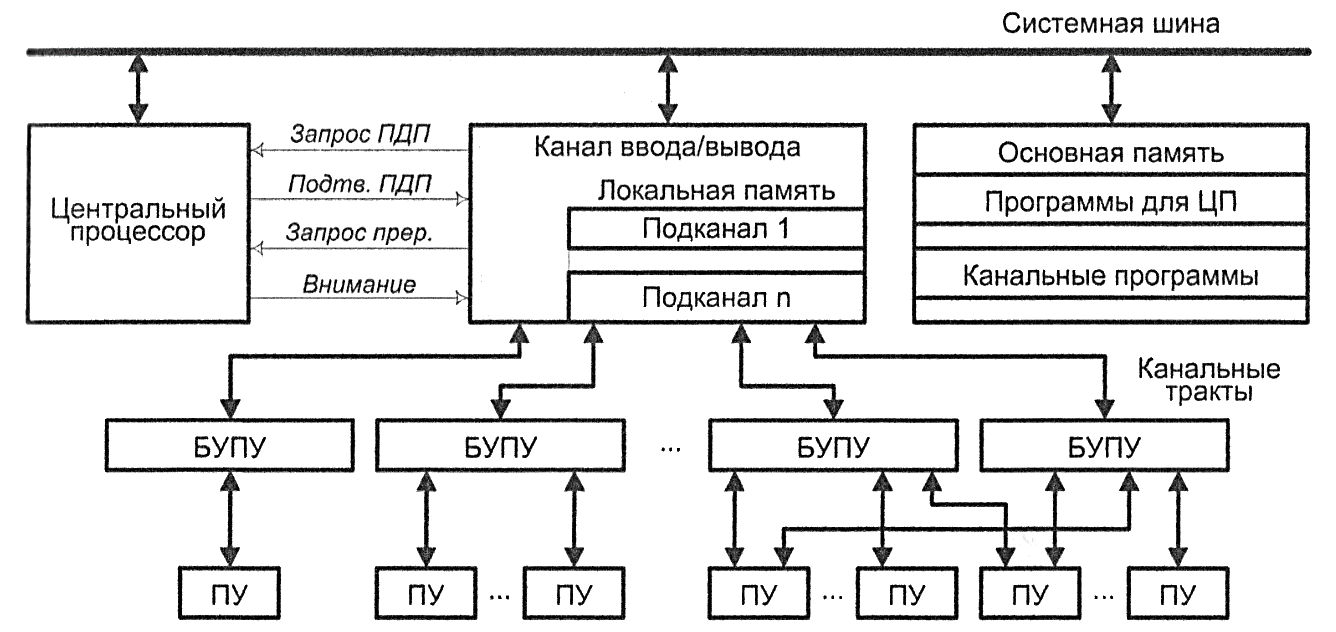 Системная шина
Центральный
процессор
Запрос ПДП
Подтв. ПДП
Запрос прер.
Внимание
Канал ввода/вывода
Локальная память
Подканал 1
Подканал n
Основная память
Программы для ЦП
Канальные программы
Канальные
тракты
БУПУ
БУПУ
...
БУПУ
БУПУ
ПУ
ПУ
...
ПУ
ПУ
...
ПУ
ПУ
...
ПУ